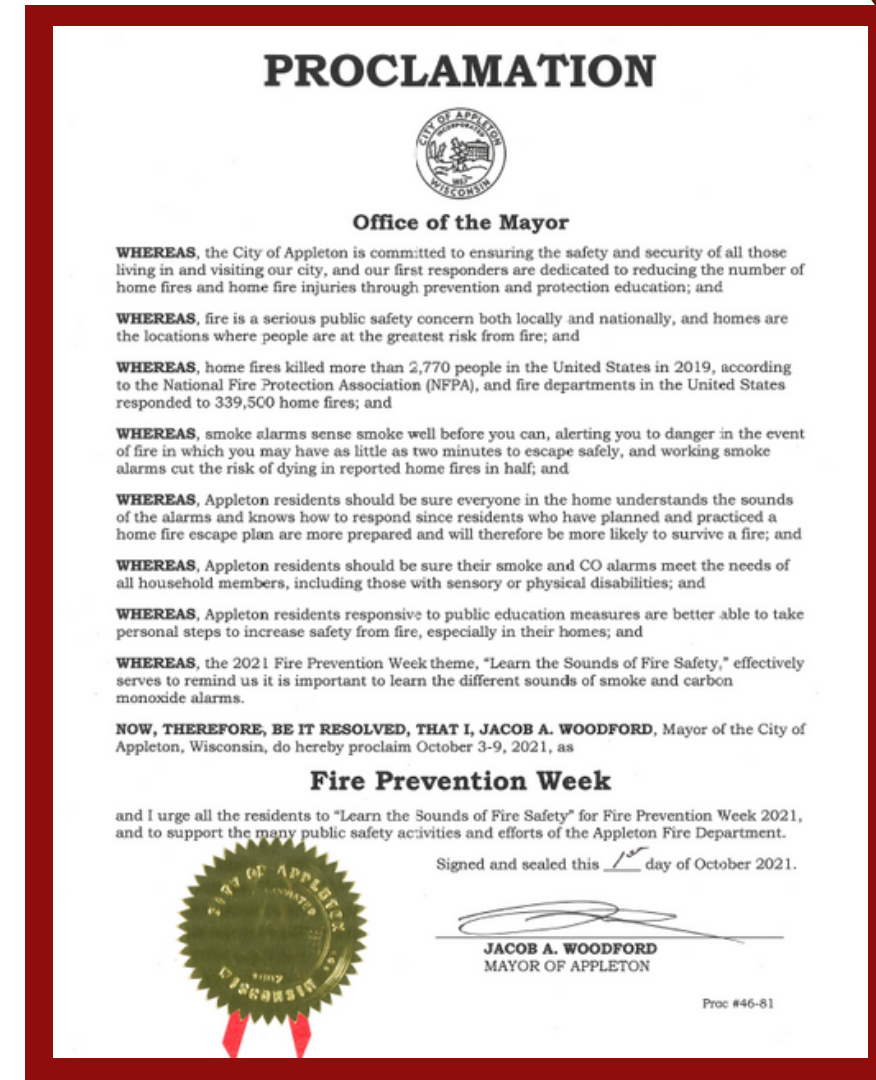 PROCLAMATION
CITY OF APPLETON
INCORPORATED
1857
WISCONSIN
Office of the Mayor
WHEREAS, the City of Appleton is committed to ensuring the safety and security of all those
living in and visiting our city, and our first responders are dedicated to reducing the number of
home fires and home fire injuries through prevention and protection education; and
WHEREAS, fire is a serious public safety concern both locally and nationally, and homes are
the locations where people are at the greatest risk from fire; and
WHEREAS, home fires killed more than 2,770 people in the United States in 2019, according
to the National Fire Protection Association (NFPA), and fire departments in the United States
responded to 339,500 home fires; and
WHEREAS, smoke alarms sense smoke well before you can, alerting you to danger in the event
of fire in which you may have as little as two minutes to escape safely, and working smoke
alarms cut the risk of dying in reported home fires in half; and
WHEREAS, Appleton residents should be sure everyone in the home understands the sounds
of the alarms and knows how to respond since residents who have planned and practiced a
home fire escape plan are more prepared and will therefore be more likely to survive a fire; and
WHEREAS, Appleton residents should be sure their smoke and CO alarms meet the needs of
all household members, including those with sensory or physical disabilities; and
WHEREAS, Appleton residents responsive to public education measures are better able to take
personal steps to increase safety from fire, especially in their homes; and
WHEREAS, the 2021 Fire Prevention Week theme, “Learn the Sounds of Fire Safety,” effectively
serves to remind us it is important to learn the different sounds of smoke and carbon
monoxide alarms.
NOW, THEREFORE, BE IT RESOLVED, THAT I, JACOB A. WOODFORD, Mayor of the City of
Appleton, Wisconsin, do hereby proclaim October 3-9, 2021, as
Fire Prevention Week
and I urge all the residents to “Learn the Sounds of Fire Safety” for Fire Prevention Week 2021,
and to support the many public safety activities and efforts of the Appleton Fire Department.
Signed and sealed this 1st day of October 2021.
CITY OF APPLETON
WISCONSIN
JACOB A. WOODFORD
MAYOR OF APPLETON
Proc #46-81